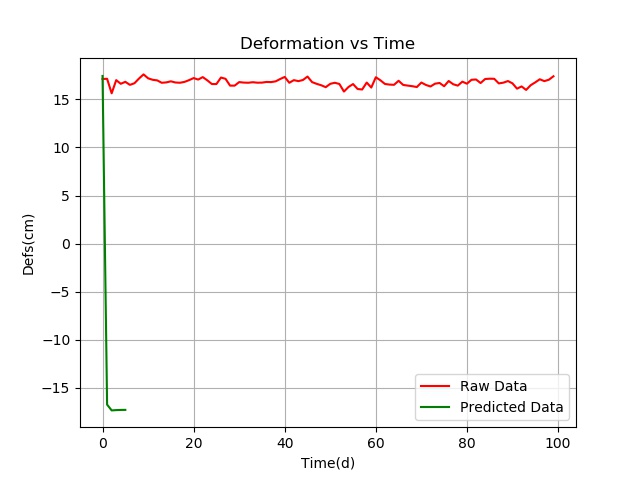 Deformation vs Time
Defs(cm)
15
10
5
0
−5
−10
−15
0 20 40 60 80 100
Time(d)
Raw Data
Predicted Data